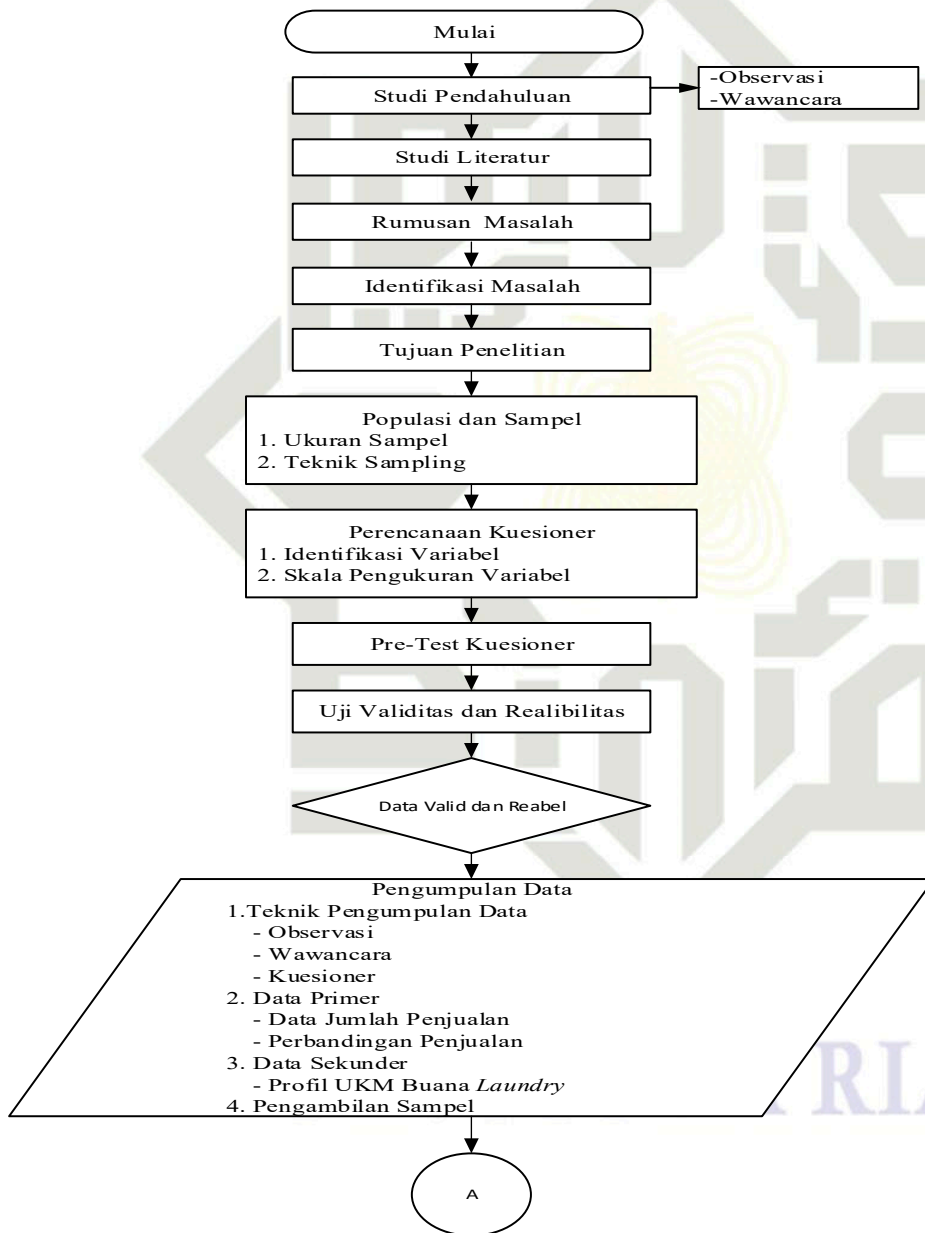 Mulai
Studi Pendahuluan
-Observasi
-Wawancara
Studi Literatur
Rumusan Masalah
Identifikasi Masalah
Tujuan Penelitian
Populasi dan Sampel
1. Ukuran Sampel
2. Teknik Sampling
Perencanaan Kuesioner
1. Identifikasi Variabel
2. Skala Pengukuran Variabel
Pre-Test Kuesioner
Uji Validitas dan Realibilitas
Data Valid dan Reabel
Pengumpulan Data
1.Teknik Pengumpulan Data
- Observasi
- Wawancara
- Kuesioner
2. Data Primer
- Data Jumlah Penjualan
- Perbandingan Penjualan
3. Data Sekunder
- Profil UKM Buana Laundry
4. Pengambilan Sampel
A